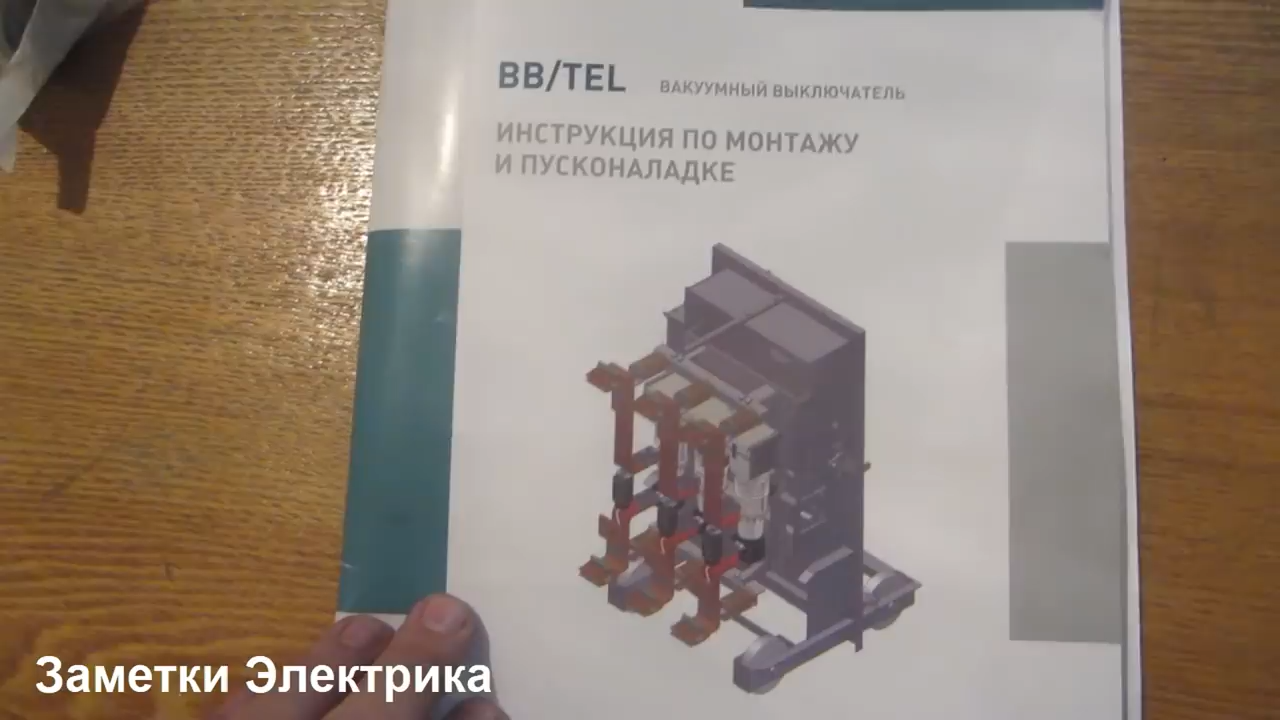 BB/TEL ВАКУУМНЫЙ ВЫКЛЮЧАТЕЛЬ
ИНСТРУКЦИЯ ПО МОНТАЖУ
И ПУСКОНАЛАДКЕ
Заметки Электрика